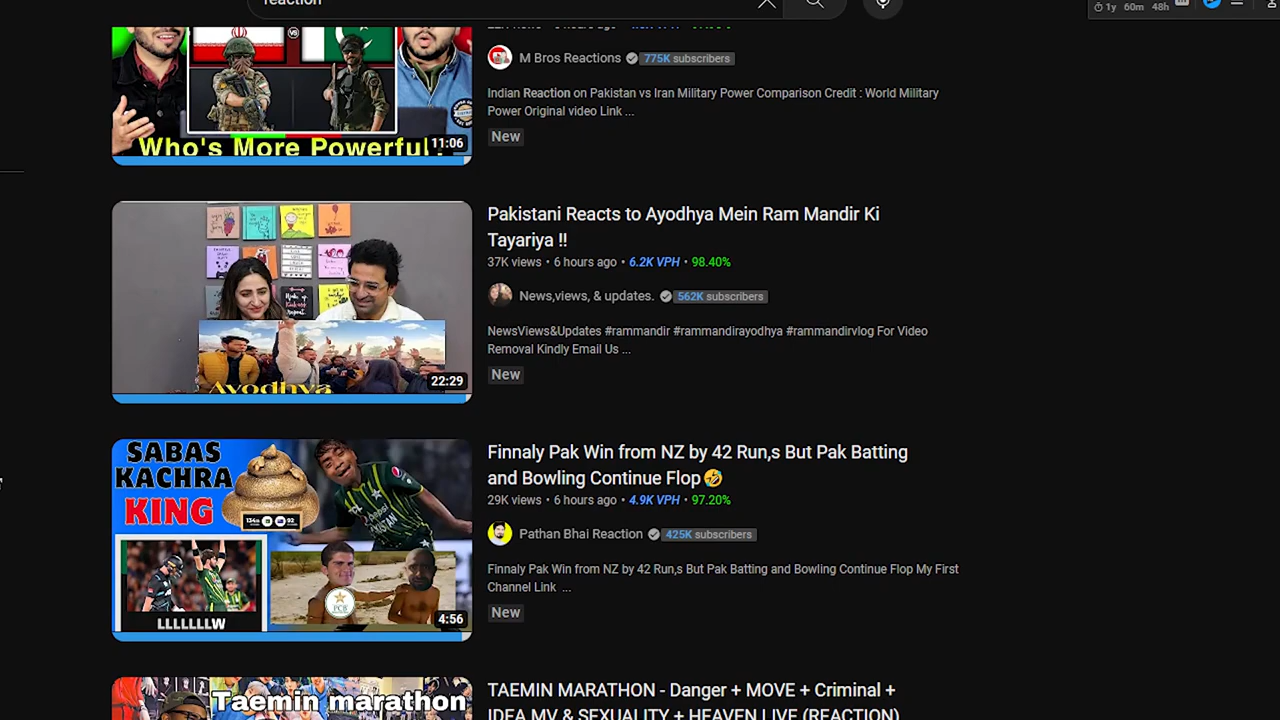 reaction
1y 60m 48h
M Bros Reactions 775K subscribers
Indian Reaction on Pakistan vs Iran Military Power Comparison Credit : World Military
Power Original video Link ...
New
VS
Who's More Powerful?
11:06
Pakistani Reacts to Ayodhya Mein Ram Mandir Ki
Tayariya !!
37K views • 6 hours ago • 6.2K VPH • 98.40%
News,views, & updates. 562K subscribers
NewsViews&Updates #rammandir #rammandirayodhya #rammandirvlog For Video
Removal Kindly Email Us ...
New
Ayodhya
22:29
SABAS
KACHRA
KING
LLLLLLLW
PCB
4:56
Finnaly Pak Win from NZ by 42 Run,s But Pak Batting
and Bowling Continue Flop🤣
29K views • 6 hours ago • 4.9K VPH • 97.20%
Pathan Bhai Reaction 425K subscribers
Finnaly Pak Win from NZ by 42 Run,s But Pak Batting and Bowling Continue Flop My First
Channel Link ...
New
Taemin marathon
TAEMIN MARATHON - Danger + MOVE + Criminal +
IDEA MV & SEXUALITY + HEAVEN LIVE (REACTION)